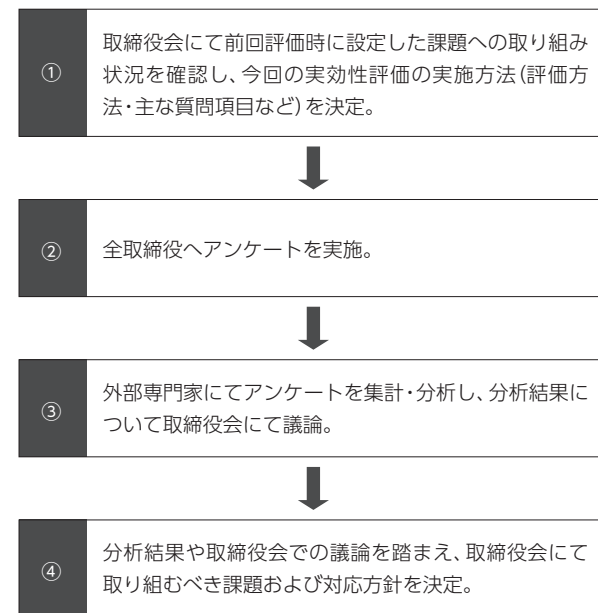 ①
取締役会にて前回評価時に設定した課題への取り組み
状況を確認し、今回の実効性評価の実施方法（評価方
法・主な質問項目など）を決定。
②
全取締役へアンケートを実施。
③
外部専門家にてアンケートを集計・分析し、分析結果に
ついて取締役会にて議論。
④
分析結果や取締役会での議論を踏まえ、取締役会にて
取り組むべき課題および対応方針を決定。